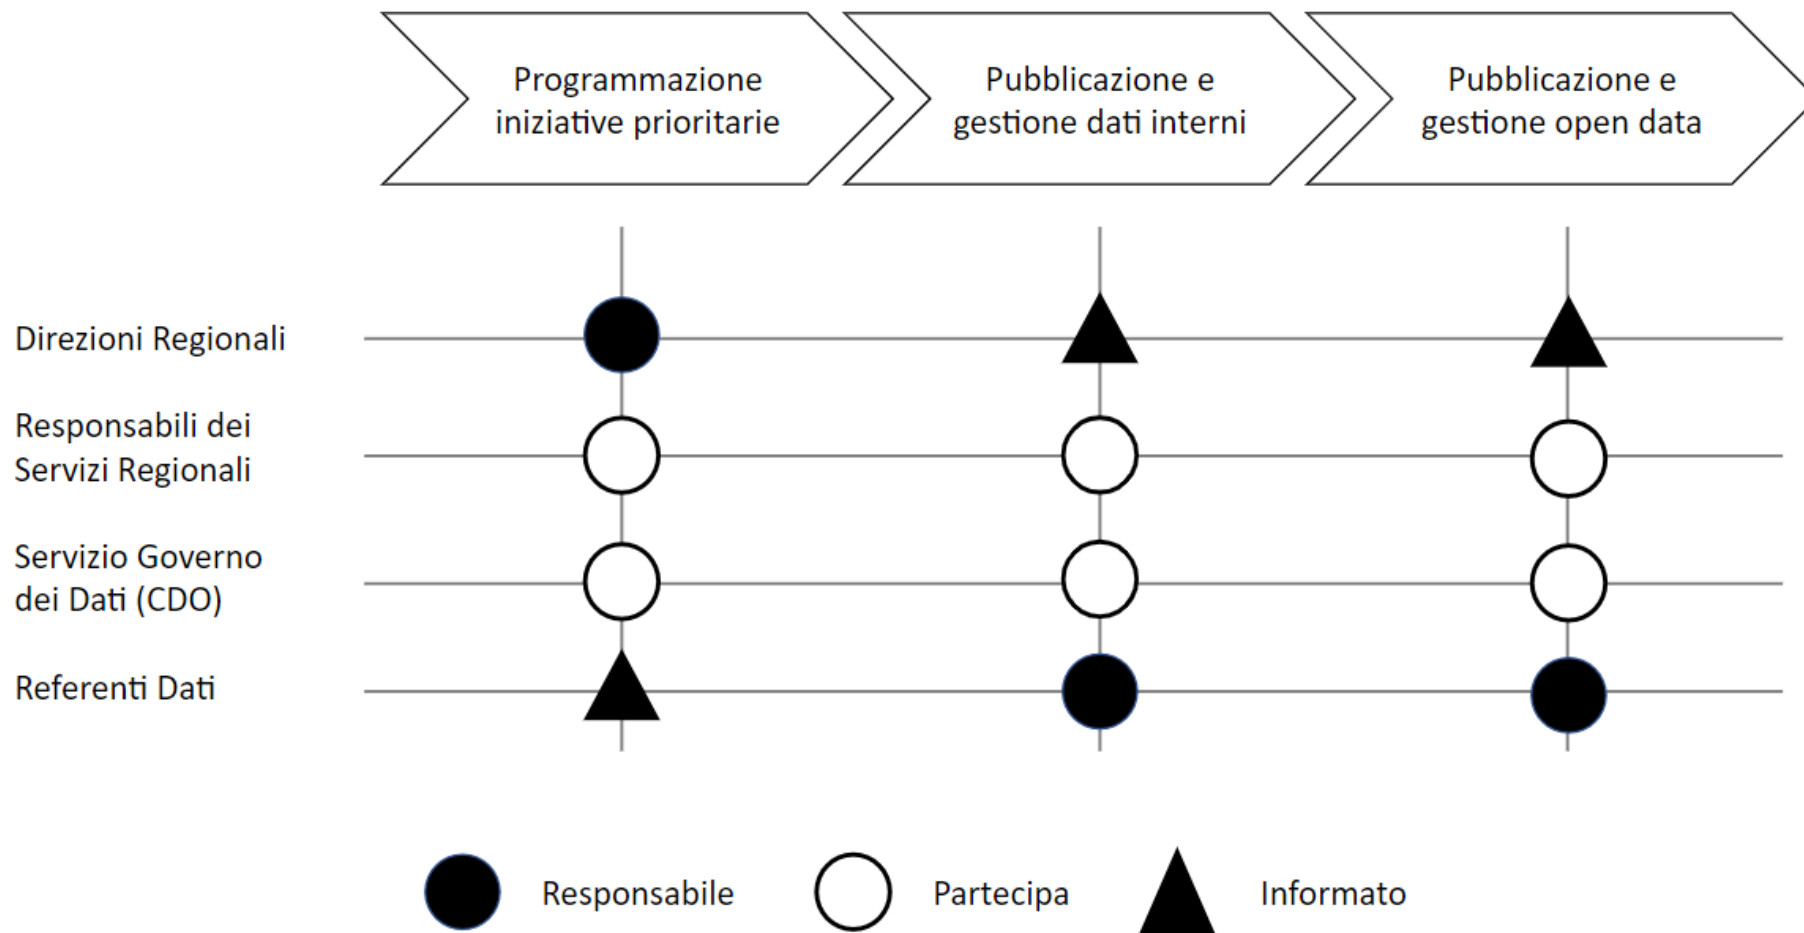 Programmazione
iniziative prioritarie
Pubblicazione e
gestione dati interni
Pubblicazione e
gestione open data
Direzioni Regionali
Responsabili dei
Servizi Regionali
Servizio Governo
dei Dati (CDO)
Referenti Dati
Responsabile
Partecipa
Informato